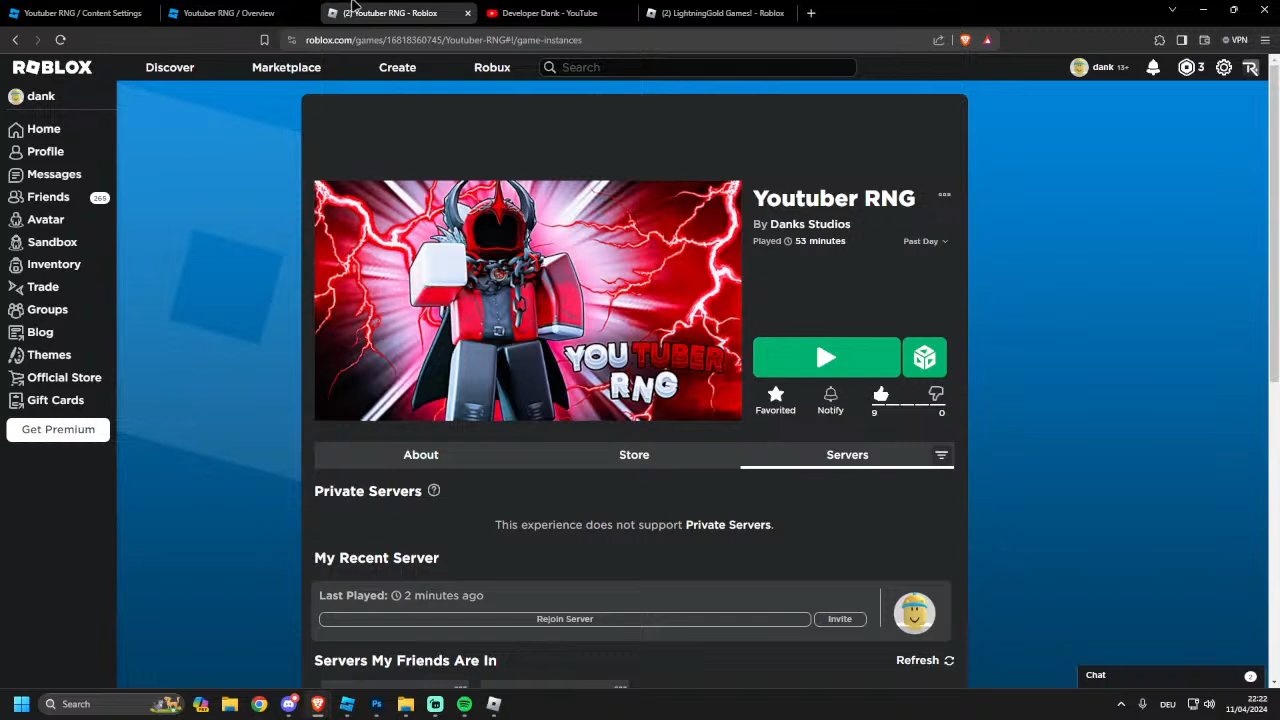 Youtuber RNG / Content Settings
Youtuber RNG / Overview
(2) Youtuber RNG - Roblox
Developer Dank - YouTube
(2) LightningGold Games! - Roblox
roblox.com/games/16818360745/Youtuber-RNG#!/game-instances
VPN
ROBLOX
Discover
Marketplace
Create
Robux
Search
dank 13+
3
dank
Home
Profile
Messages
Friends
265
Avatar
Sandbox
Inventory
Trade
Groups
Blog
Themes
Official Store
Gift Cards
Get Premium
YOUTUBER
RNG
Youtuber RNG
By Danks Studios
Played 53 minutes
Past Day
Favorited
Notify
9
0
About
Store
Servers
Private Servers
This experience does not support Private Servers.
My Recent Server
Last Played: 2 minutes ago
Rejoin Server
Invite
Servers My Friends Are In
Refresh
Chat
2
Search
DEU
22:22
11/04/2024